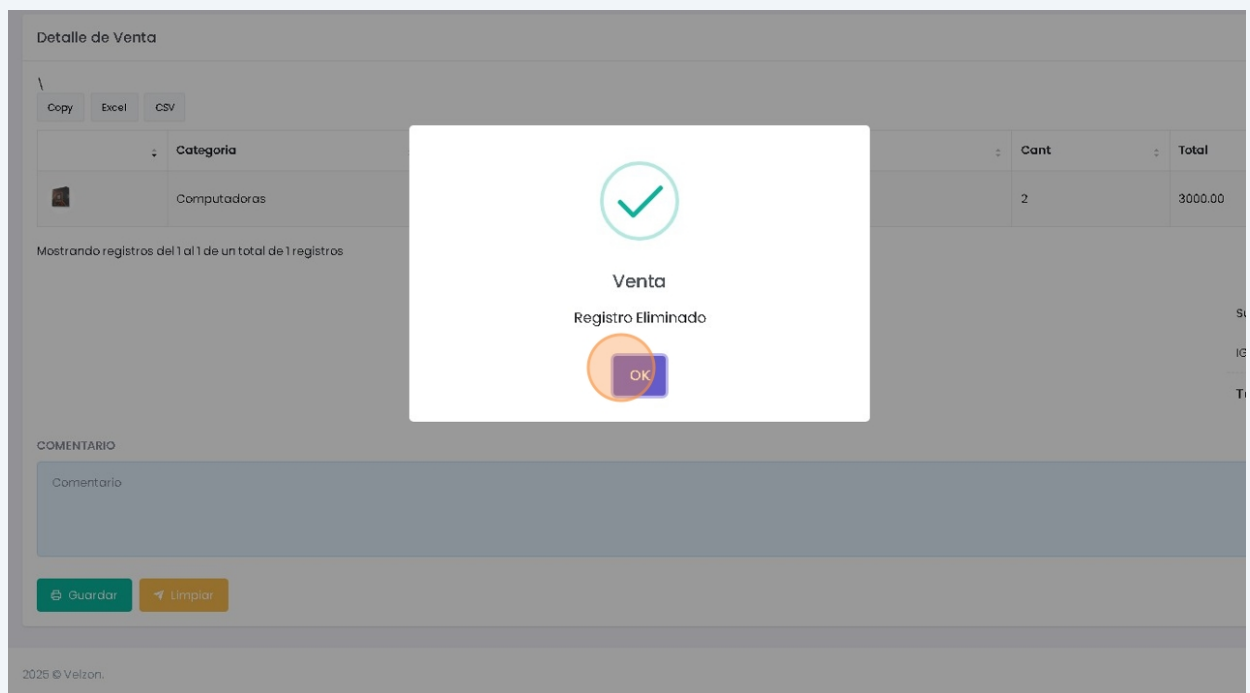 Detalle de Venta
\
Copy Excel CSV
Categoria Cant Total
Computadoras 2 3000.00
Mostrando registros del 1 al 1 de un total de 1 registros
Venta
Registro Eliminado
OK
COMENTARIO
Comentario
Guardar Limpiar
2025 © Velzon.